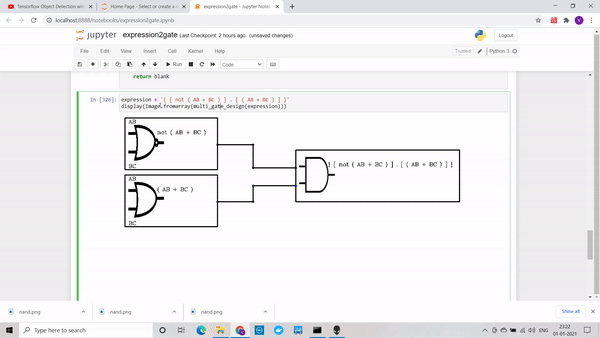 Tensorflow Object Detection with
Home Page - Select or create a n
expression2gate - Jupyter Noteb
localhost:8888/notebooks/expression2gate.ipynb
jupyter expression2gate Last Checkpoint: 2 hours ago (unsaved changes)
Logout
File Edit View Insert Cell Kernel Help
Trusted Python 3
Run Code
return blank
In [326]: expression = '{ [ not ( AB + BC ) ] . [ ( AB + BC ) ] }'
display(Image.fromarray(multi_gate_design(expression)))
AB
not ( AB + BC )
BC
AB
( AB + BC )
BC
{ [ not ( AB + BC ) ] . [ ( AB + BC ) ] }
nand.png
nand.png
nand.png
Show all
Type here to search
ENG
23:22
01-01-2021